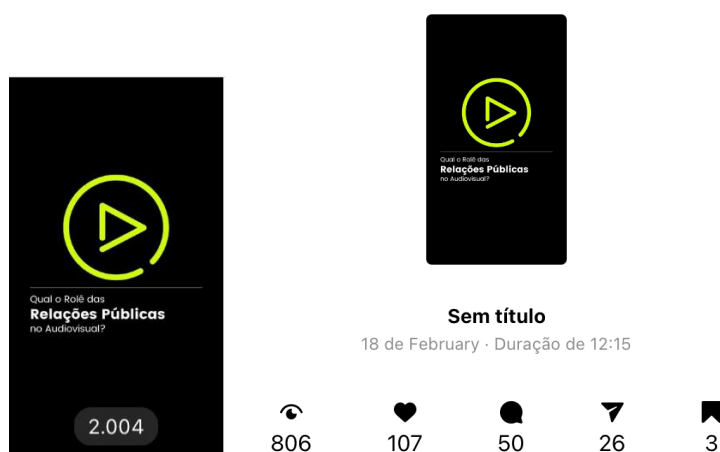 Qual o Rolê das
Relações Públicas
no Audiovisual?
2.004
Qual o Rolê das
Relações Públicas
no Audiovisual?
Sem título
18 de February · Duração de 12:15
806 107 50 26 3